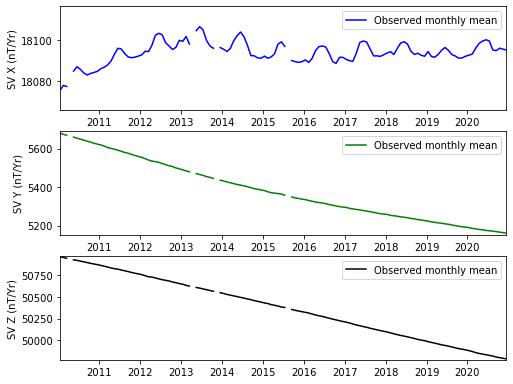 SV X (nT/Yr)
18100
18080
Observed monthly mean
2011 2012 2013 2014 2015 2016 2017 2018 2019 2020
SV Y (nT/Yr)
5600
5400
5200
Observed monthly mean
2011 2012 2013 2014 2015 2016 2017 2018 2019 2020
SV Z (nT/Yr)
50750
50500
50250
50000
Observed monthly mean
2011 2012 2013 2014 2015 2016 2017 2018 2019 2020